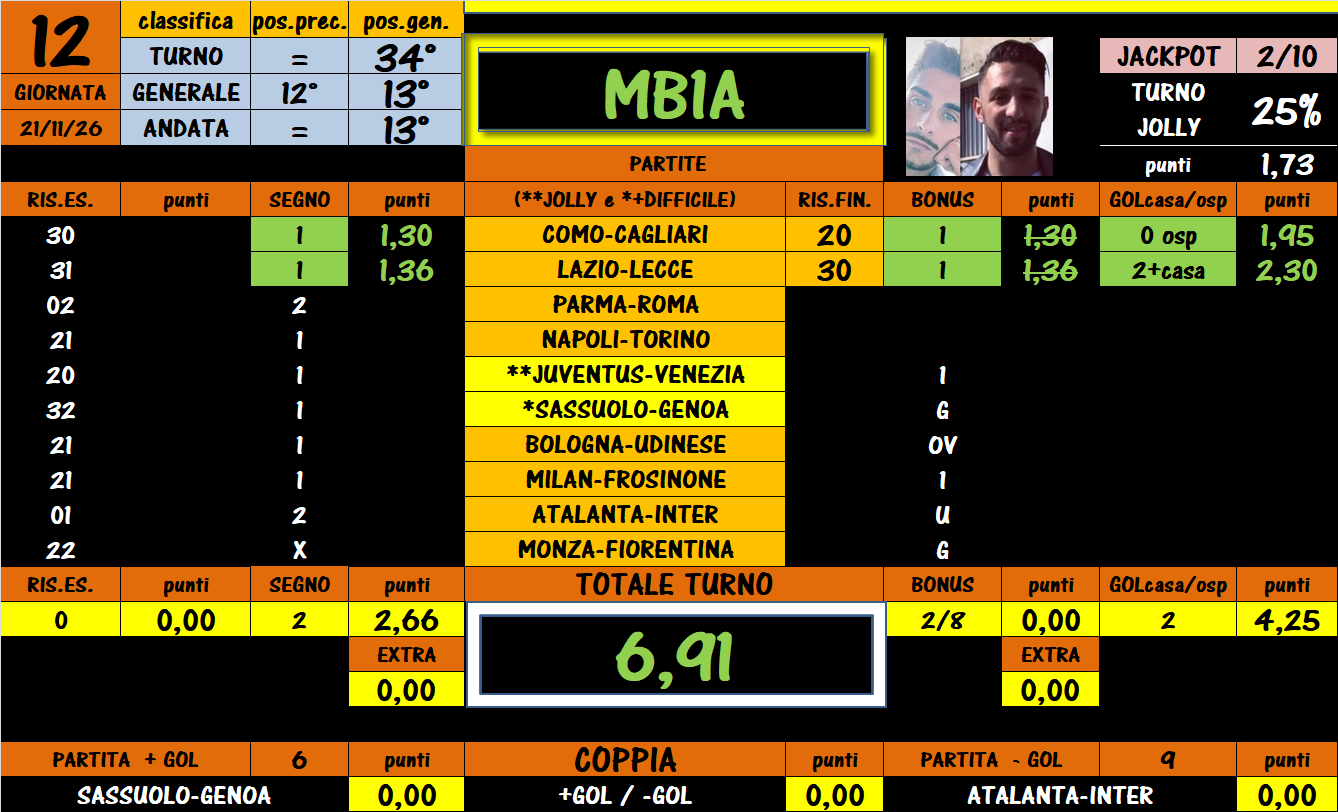 12 classifica pos.prec. pos.gen.
TURNO = 34° JACKPOT 2/10
GIORNATA GENERALE 12° 13° MB1A TURNO JOLLY 25%
21/11/26 ANDATA = 13°
PARTITE punti 1,73
RIS.ES. punti SEGNO punti (**JOLLY e *+DIFFICILE) RIS.FIN. BONUS punti GOLcasa/osp punti
30 1 1,30 COMO-CAGLIARI 20 1 1,30 0 osp 1,95
31 1 1,36 LAZIO-LECCE 30 1 1,36 2+casa 2,30
02 2 PARMA-ROMA
21 1 NAPOLI-TORINO
20 1 **JUVENTUS-VENEZIA 1
32 1 *SASSUOLO-GENOA G
21 1 BOLOGNA-UDINESE OV
21 1 MILAN-FROSINONE 1
01 2 ATALANTA-INTER U
22 X MONZA-FIORENTINA G
RIS.ES. punti SEGNO punti TOTALE TURNO BONUS punti GOLcasa/osp punti
0 0,00 2 2,66 6,91 2/8 0,00 2 4,25
EXTRA EXTRA
0,00 0,00
PARTITA + GOL 6 punti COPPIA punti PARTITA - GOL 9 punti
SASSUOLO-GENOA 0,00 +GOL / -GOL 0,00 ATALANTA-INTER 0,00